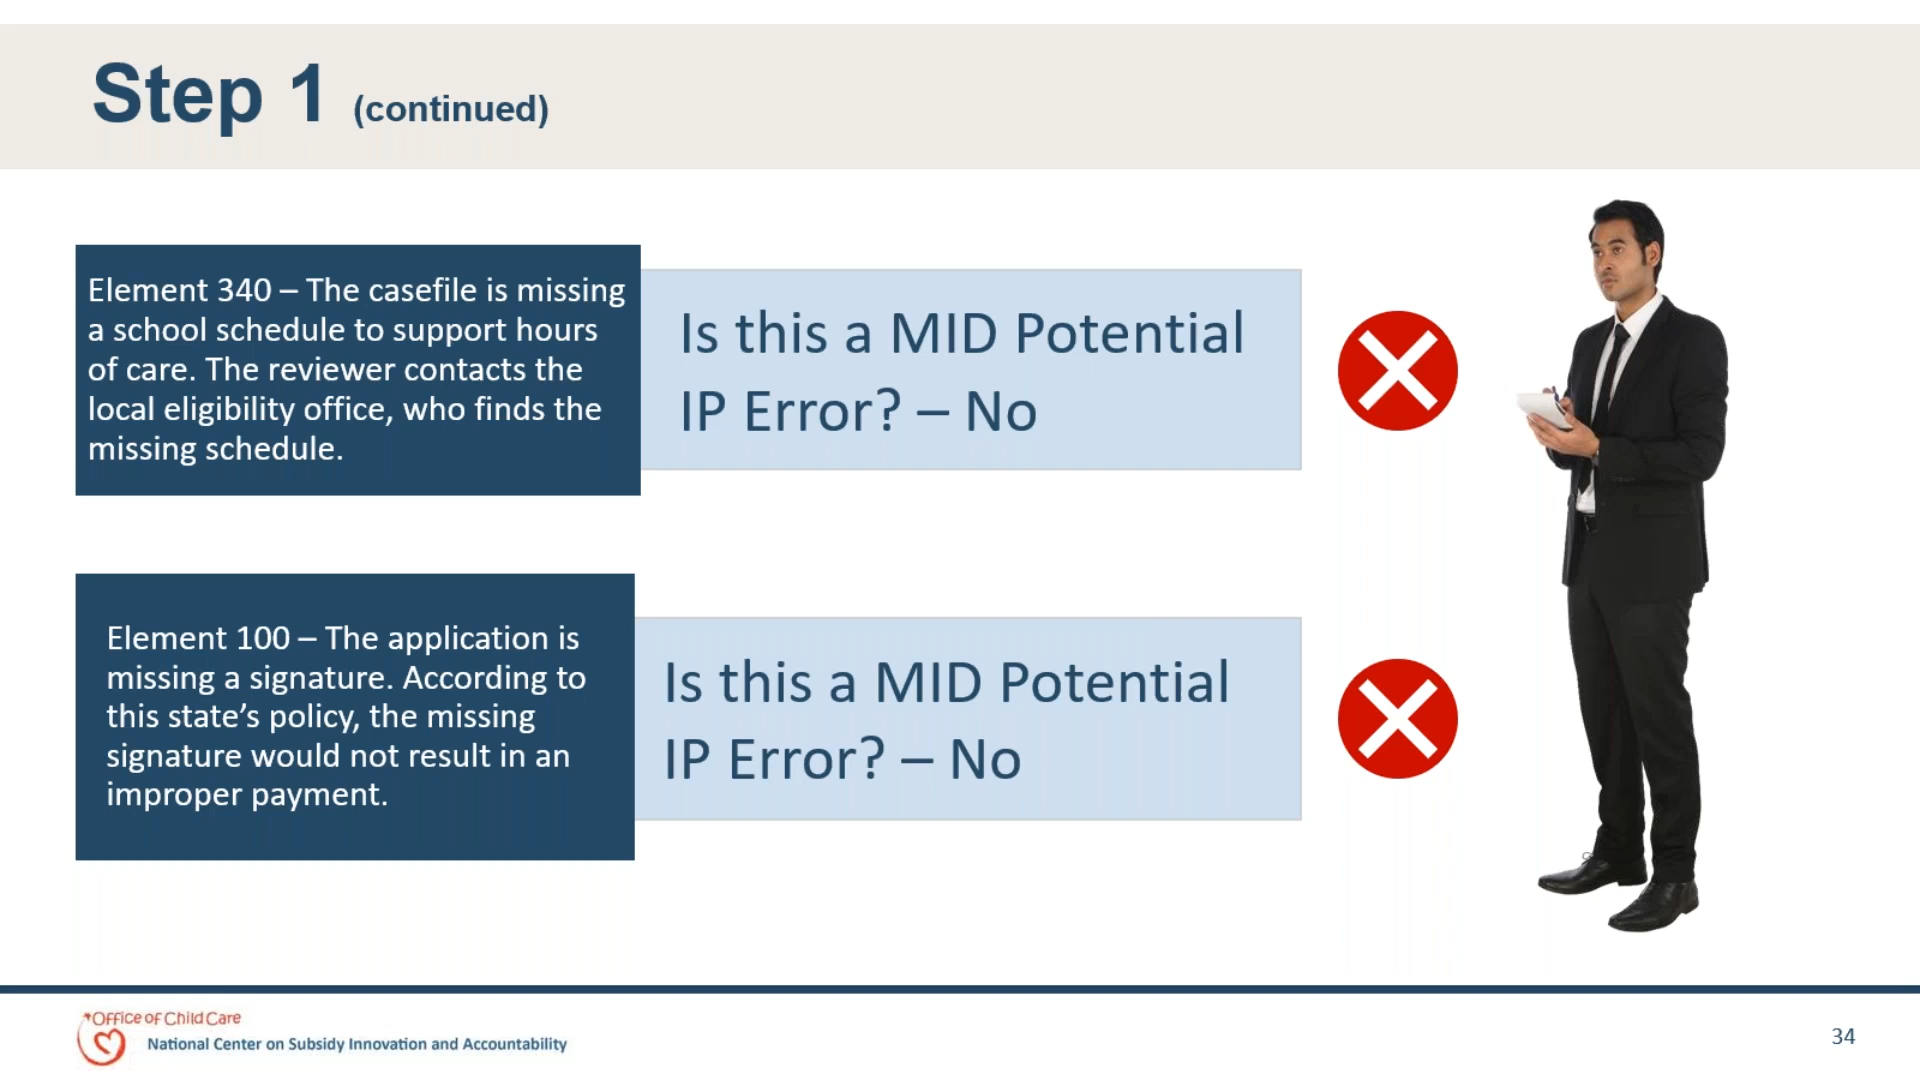 Step 1 (continued)
Element 340 – The casefile is missing
a school schedule to support hours
of care. The reviewer contacts the
local eligibility office, who finds the
missing schedule.
Is this a MID Potential
IP Error? – No
Element 100 – The application is
missing a signature. According to
this state’s policy, the missing
signature would not result in an
improper payment.
Is this a MID Potential
IP Error? – No
Office of Child Care
National Center on Subsidy Innovation and Accountability
34